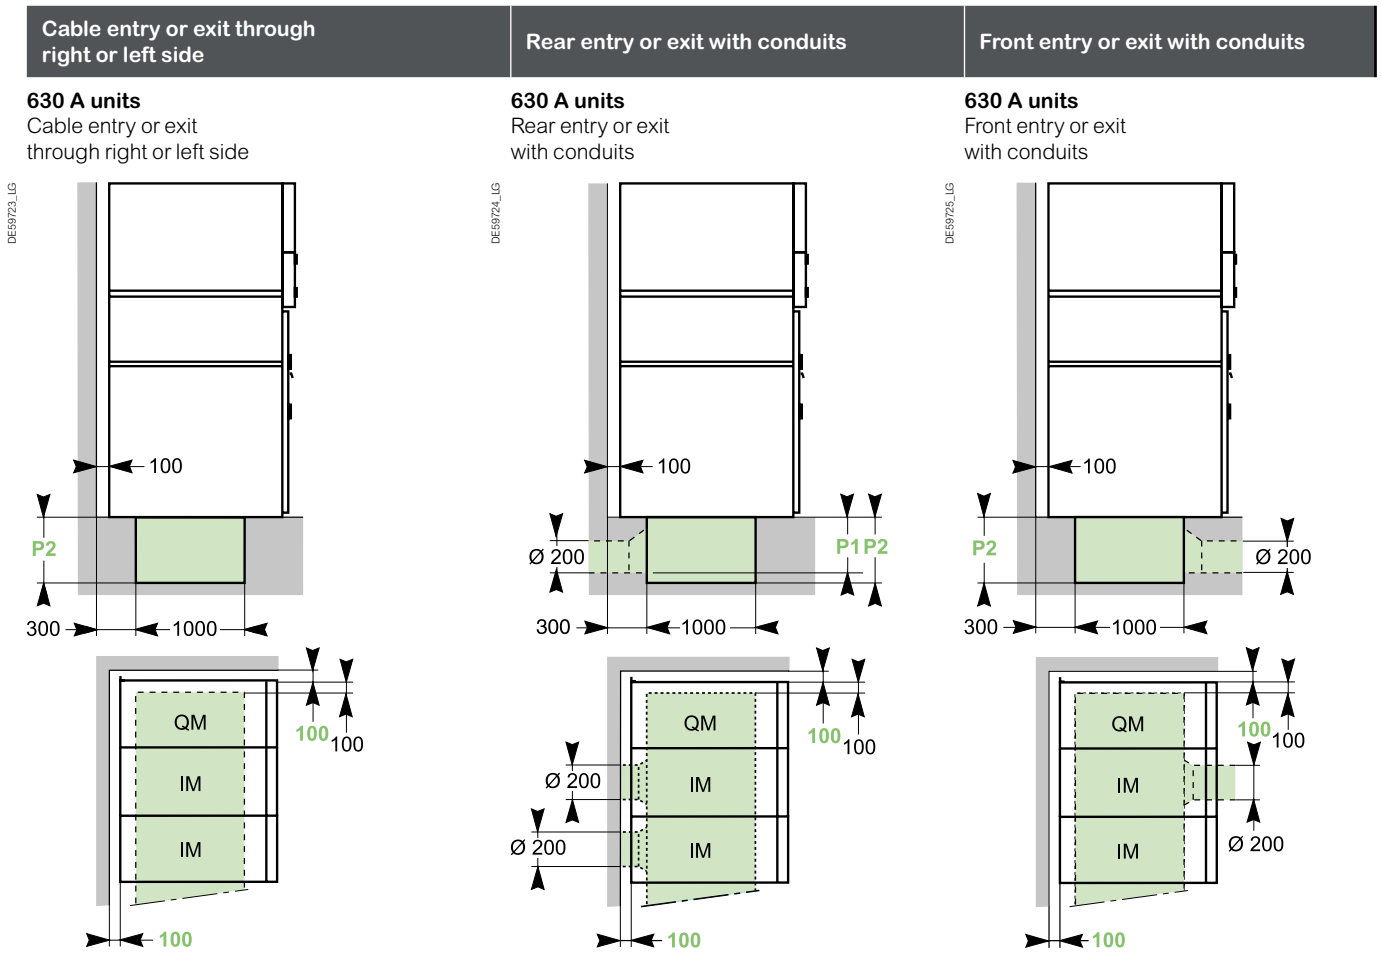 Cable entry or exit through
right or left side
Rear entry or exit with conduits
Front entry or exit with conduits
630 A units
Cable entry or exit
through right or left side
630 A units
Rear entry or exit
with conduits
630 A units
Front entry or exit
with conduits
DE59723_LG
100
P2
300
1000
QM
IM
IM
100
100
100
DE59724_LG
100
Ø 200
P1
P2
300
1000
QM
IM
IM
Ø 200
Ø 200
100
100
100
DE59725_LG
100
P2
Ø 200
300
1000
QM
IM
IM
100
100
Ø 200
100